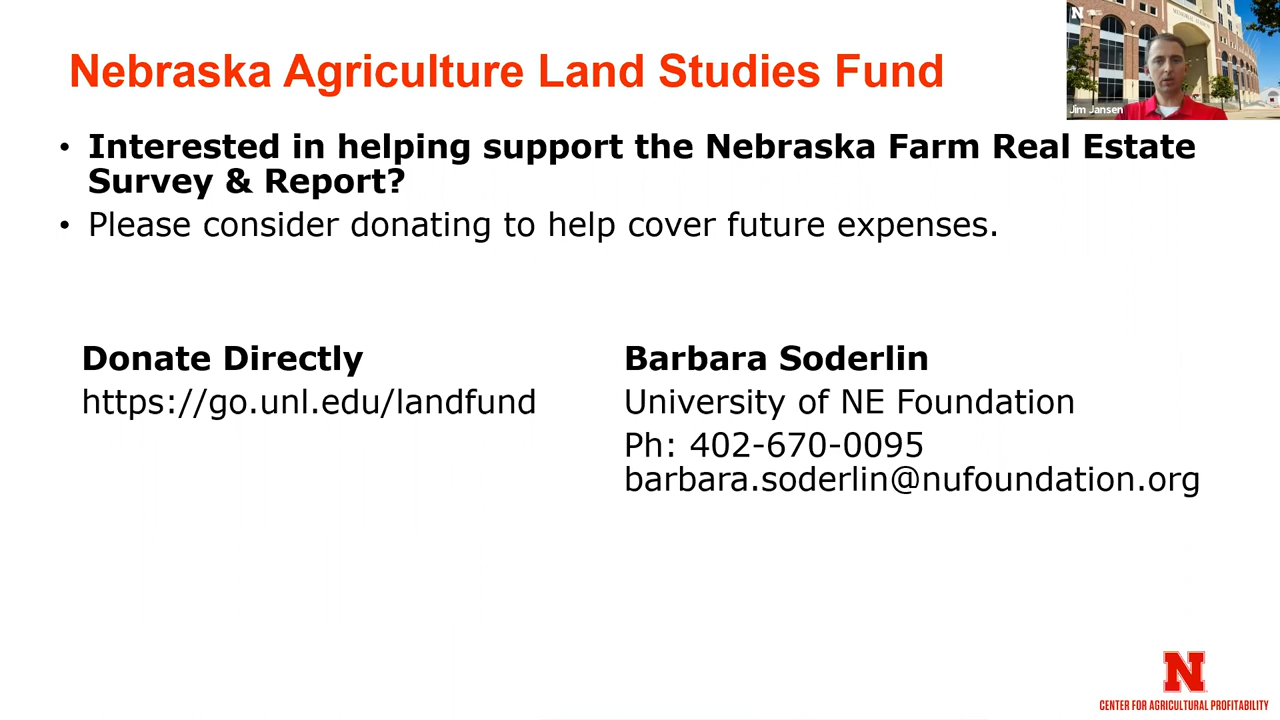 Nebraska Agriculture Land Studies Fund
N
MEMORIAL STADIUM
Jim Jansen
• Interested in helping support the Nebraska Farm Real Estate
Survey & Report?
• Please consider donating to help cover future expenses.
Donate Directly
https://go.unl.edu/landfund
Barbara Soderlin
University of NE Foundation
Ph: 402-670-0095
barbara.soderlin@nufoundation.org
N
CENTER FOR AGRICULTURAL PROFITABILITY